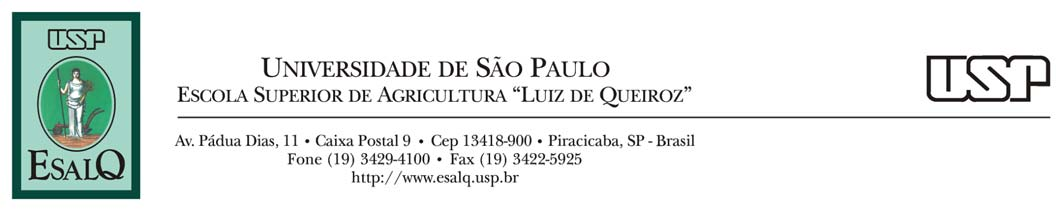 USP
ESALQ
UNIVERSIDADE DE SÃO PAULO
ESCOLA SUPERIOR DE AGRICULTURA “LUIZ DE QUEIROZ”
USP
Av. Pádua Dias, 11 • Caixa Postal 9 • Cep 13418-900 • Piracicaba, SP - Brasil
Fone (19) 3429-4100 • Fax (19) 3422-5925
http://www.esalq.usp.br